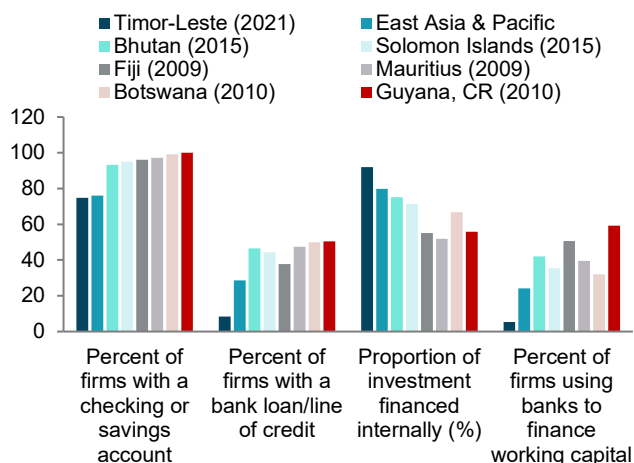 Timor-Leste (2021) East Asia & Pacific
Bhutan (2015) Solomon Islands (2015)
Fiji (2009) Mauritius (2009)
Botswana (2010) Guyana, CR (2010)
120
100
80
60
40
20
0
Percent of
firms with a
checking or
savings
account
Percent of
firms with a
bank loan/line
of credit
Proportion of
investment
financed
internally (%)
Percent of
firms using
banks to
finance
working capital